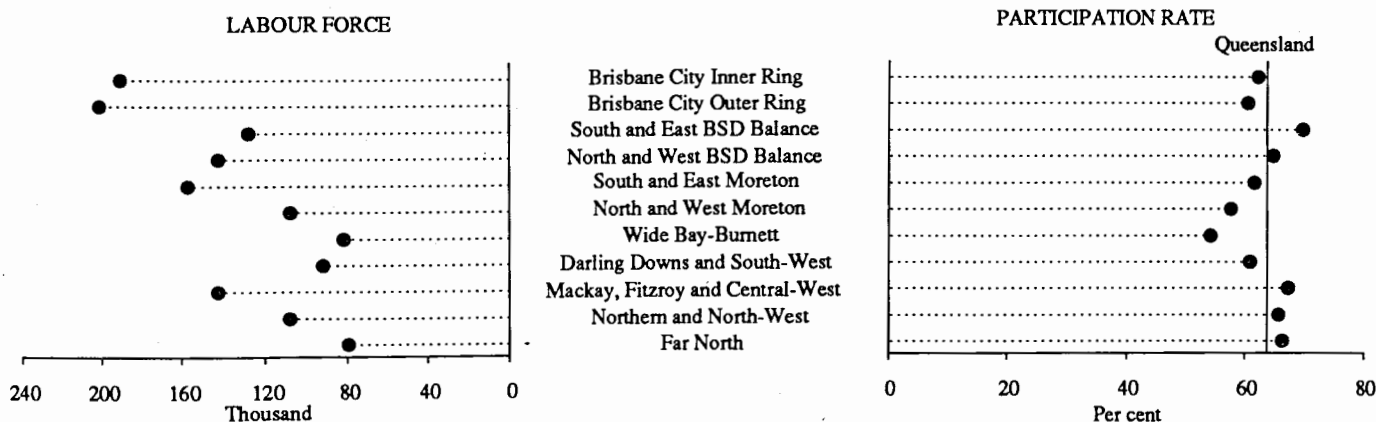 LABOUR FORCE
PARTICIPATION RATE
Queensland
Brisbane City Inner Ring
Brisbane City Outer Ring
South and East BSD Balance
North and West BSD Balance
South and East Moreton
North and West Moreton
Wide Bay-Burnett
Darling Downs and South-West
Mackay, Fitzroy and Central-West
Northern and North-West
Far North
240 200 160 120 80 40 0
Thousand
0 20 40 60 80
Per cent